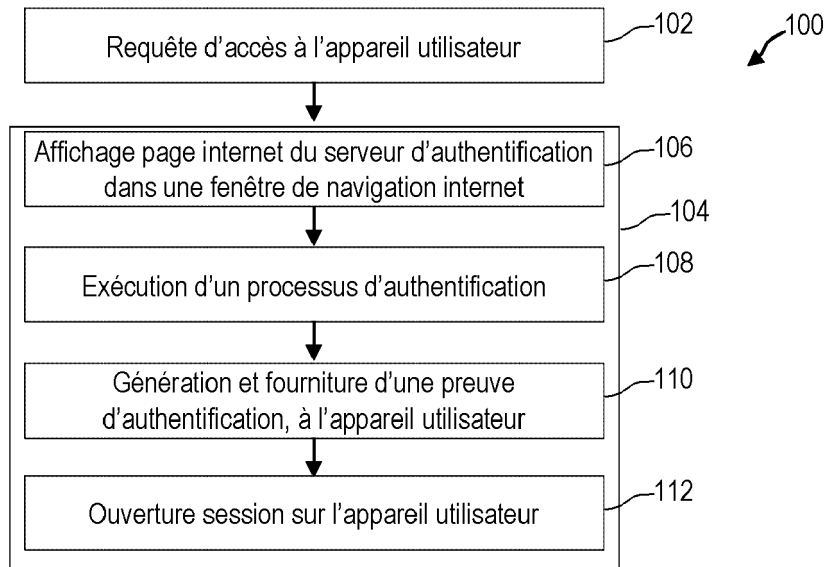 Requête d'accès à l'appareil utilisateur
102
100
Affichage page internet du serveur d'authentification
dans une fenêtre de navigation internet
106
104
Exécution d'un processus d'authentification
108
Génération et fourniture d'une preuve
d'authentification, à l'appareil utilisateur
110
Ouverture session sur l'appareil utilisateur
112